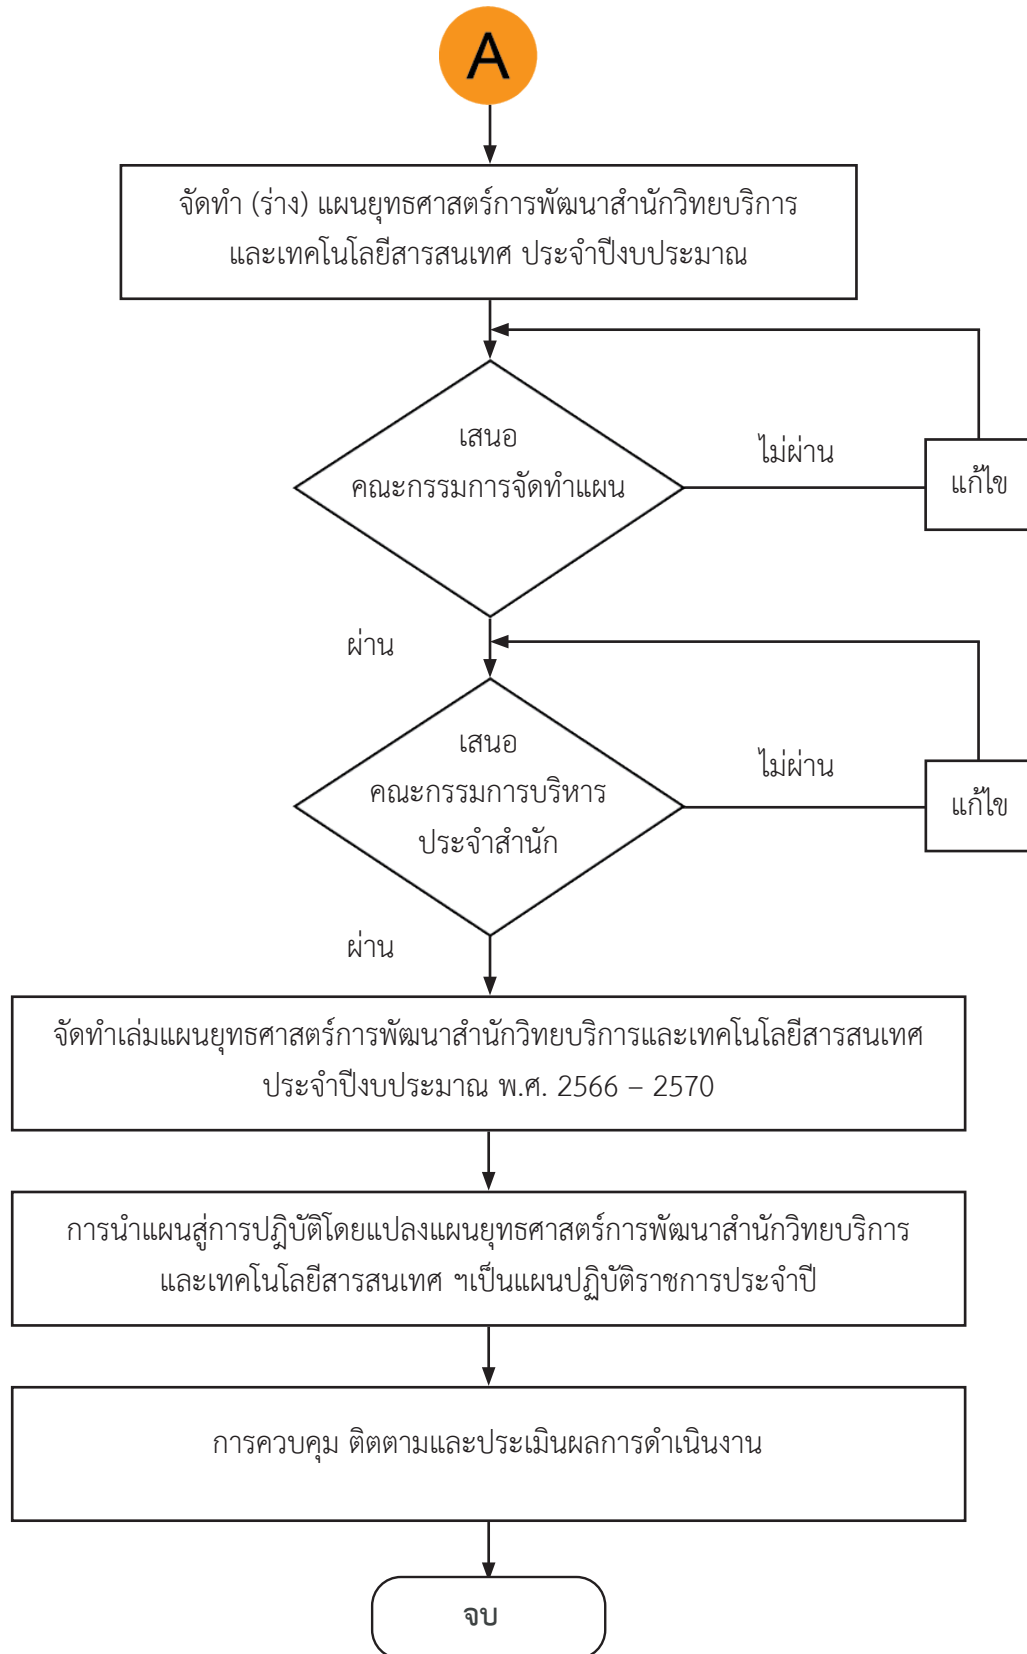 A
จัดทำ (ร่าง) แผนยุทธศาสตร์การพัฒนาสำนักวิทยบริการ
และเทคโนโลยีสารสนเทศ ประจำปีงบประมาณ
เสนอ
คณะกรรมการจัดทำแผน
ไม่ผ่าน
แก้ไข
ผ่าน
เสนอ
คณะกรรมการบริหาร
ประจำสำนัก
ไม่ผ่าน
แก้ไข
ผ่าน
จัดทำเล่มแผนยุทธศาสตร์การพัฒนาสำนักวิทยบริการและเทคโนโลยีสารสนเทศ
ประจำปีงบประมาณ พ.ศ. 2566 – 2570
การนำแผนสู่การปฎิบัติโดยแปลงแผนยุทธศาสตร์การพัฒนาสำนักวิทยบริการ
และเทคโนโลยีสารสนเทศ ฯเป็นแผนปฏิบัติราชการประจำปี
การควบคุม ติตตามและประเมินผลการดำเนินงาน
จบ